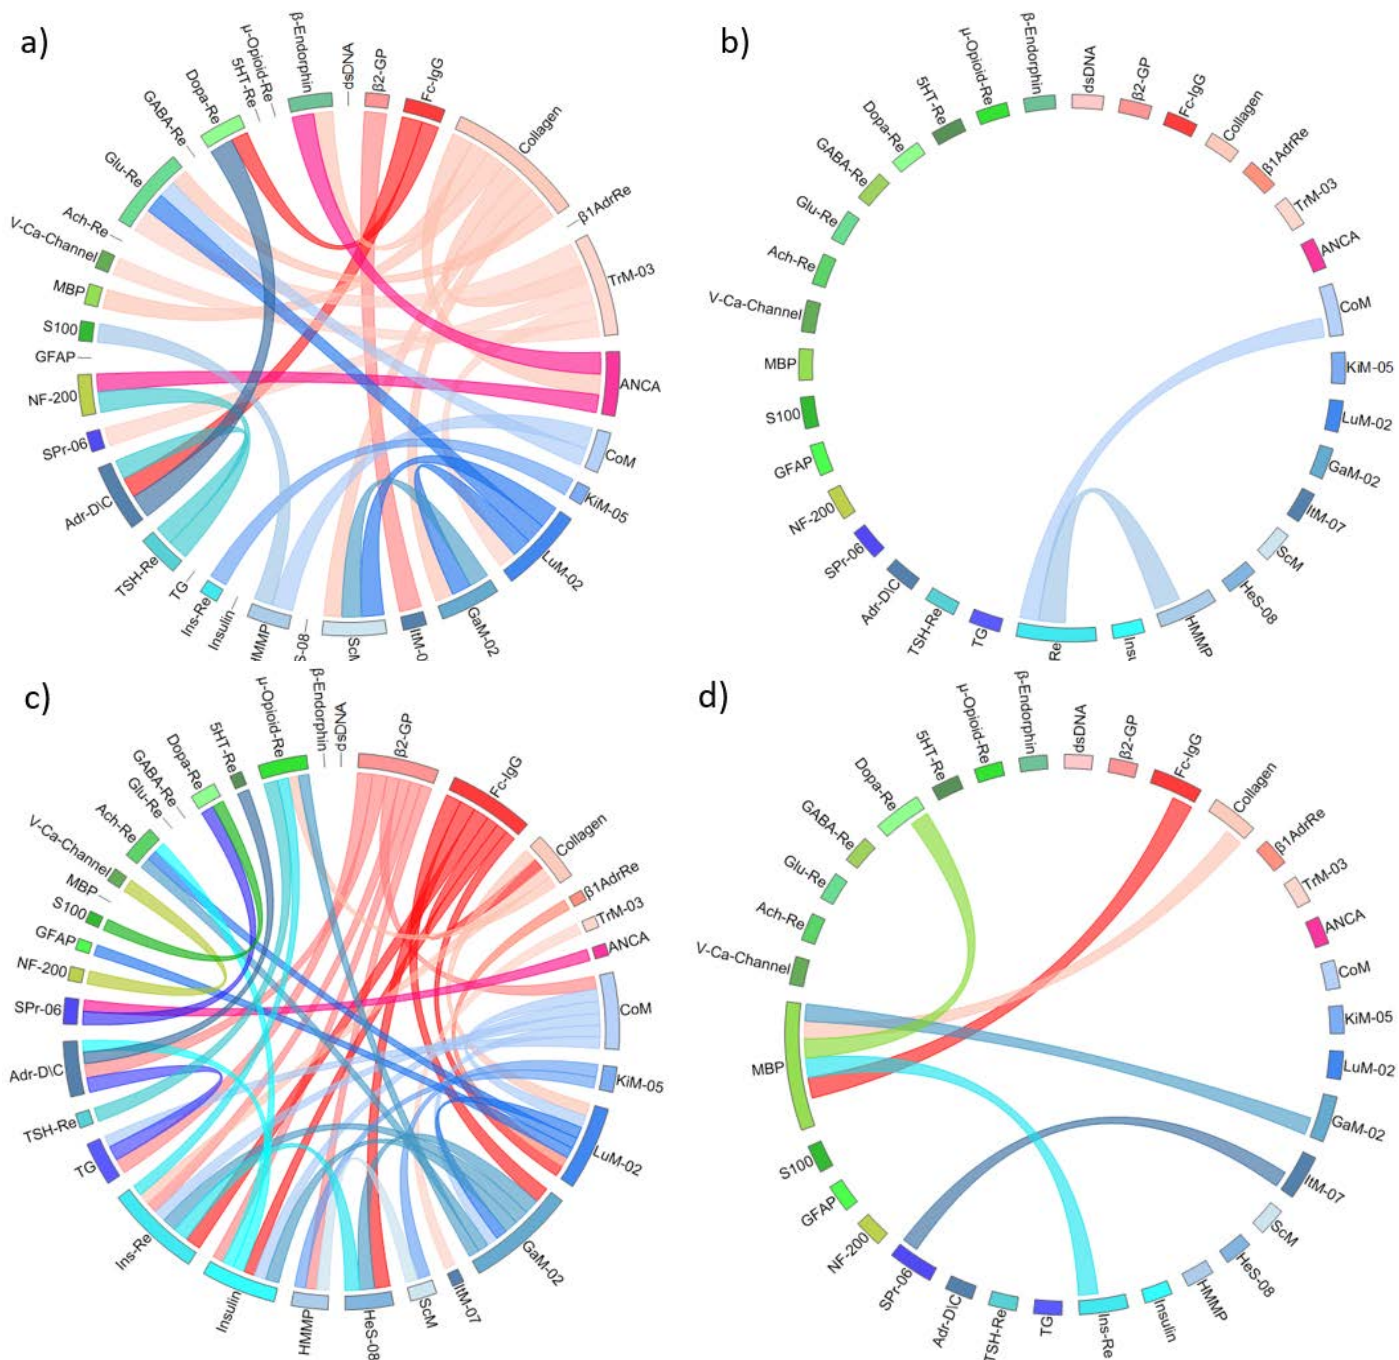 a)
β-Endorphin
dsDNA
β2-GP
Fc-IgG
Collagen
β1AdrRe
TrM-03
ANCA
CoM
KiM-05
LuM-02
GaM-02
ItM-0
ScM
S-08
HMMP
Insulin
Ins-Re
TG
TSH-Re
Adr-D\C
SPr-06
NF-200
GFAP
S100
MBP
V-Ca-Channel
Ach-Re
Glu-Re
GABA-Re
Dopa-Re
5HT-Re
μ-Opioid-Re
b)
β-Endorphin
dsDNA
β2-GP
Fc-IgG
Collagen
β1AdrRe
TrM-03
ANCA
CoM
KiM-05
LuM-02
GaM-02
ItM-07
ScM
HeS-08
HMMP
Insu
Re
TG
TSH-Re
Adr-D\C
SPr-06
NF-200
GFAP
S100
MBP
V-Ca-Channel
Ach-Re
Glu-Re
GABA-Re
Dopa-Re
5HT-Re
μ-Opioid-Re
c)
β-Endorphin
dsDNA
β2-GP
Fc-IgG
Collagen
β1AdrRe
TrM-03
ANCA
CoM
KiM-05
LuM-02
GaM-02
ItM-07
ScM
HeS-08
HMMP
Insulin
Ins-Re
TG
TSH-Re
Adr-D\C
SPr-06
NF-200
GFAP
S100
MBP
V-Ca-Channel
Ach-Re
Glu-Re
GABA-Re
Dopa-Re
5HT-Re
μ-Opioid-Re
d)
β-Endorphin
dsDNA
β2-GP
Fc-IgG
Collagen
β1AdrRe
TrM-03
ANCA
CoM
KiM-05
LuM-02
GaM-02
ItM-07
ScM
HeS-08
HMMP
Insulin
Ins-Re
TG
TSH-Re
Adr-D\C
SPr-06
NF-200
GFAP
S100
MBP
V-Ca-Channel
Ach-Re
Glu-Re
GABA-Re
Dopa-Re
5HT-Re
μ-Opioid-Re